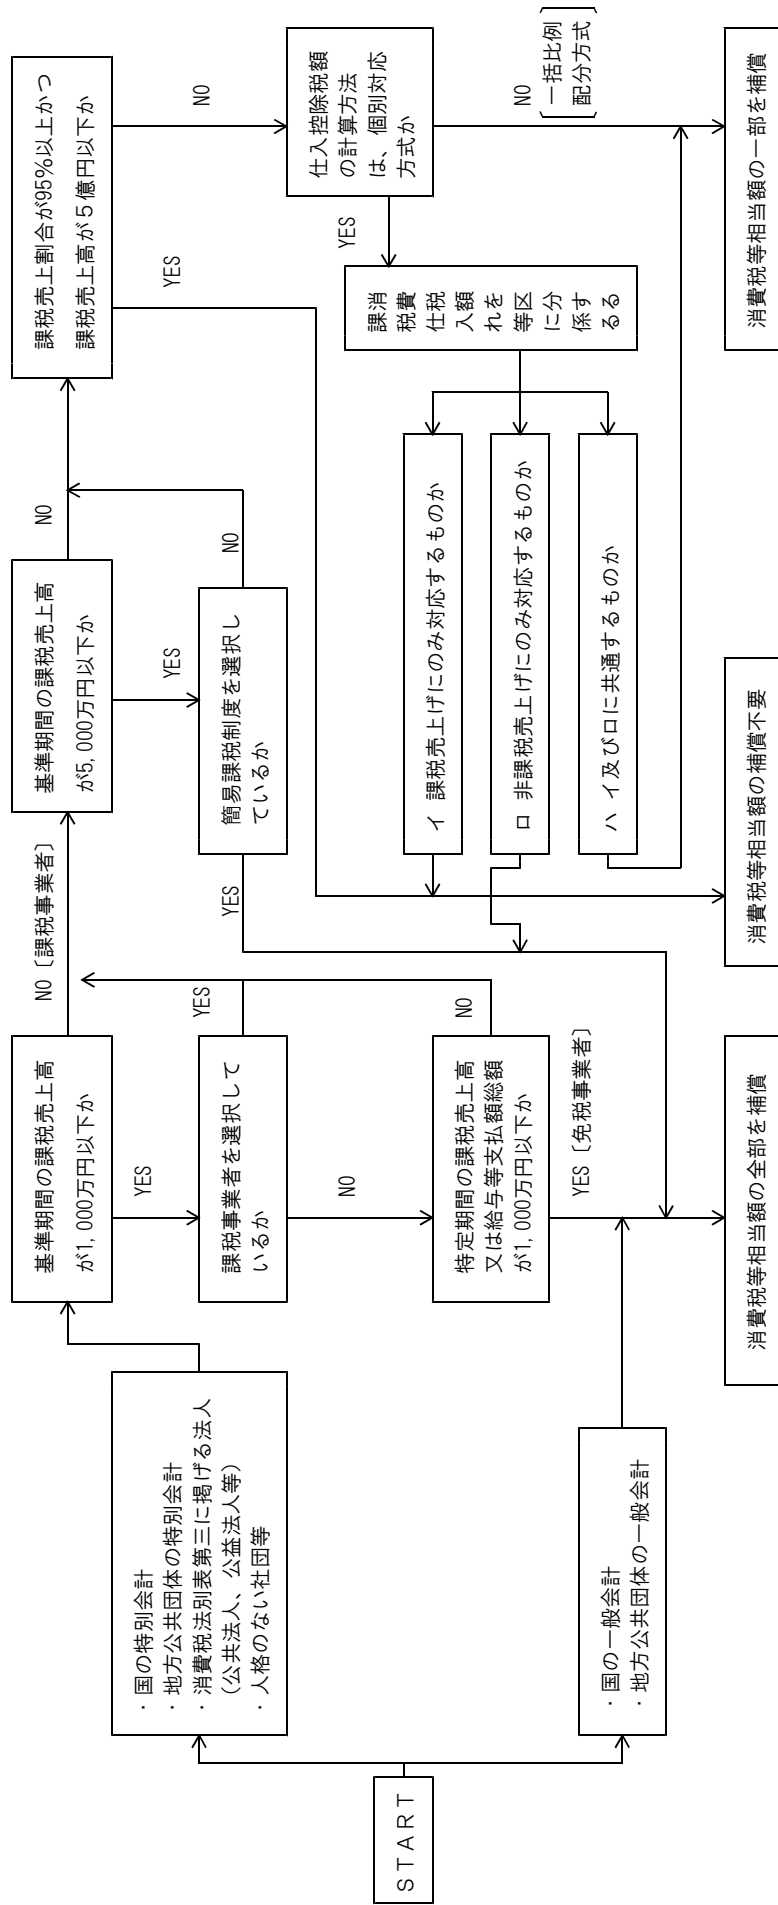 START
・国の特別会計
・地方公共団体の特別会計
・消費税法別表第三に掲げる法人
（公共法人、公益法人等）
・人格のない社団等
・国の一般会計
・地方公共団体の一般会計
基準期間の課税売上高
が1,000万円以下か
YES
NO〔課税事業者〕
課税事業者を選択して
いるか
YES
NO
特定期間の課税売上高
又は給与等支払額総額
が1,000万円以下か
NO
YES〔免税事業者〕
基準期間の課税売上高
が5,000万円以下か
NO
YES
簡易課税制度を選択し
ているか
NO
YES
課税売上割合が95%以上かつ
課税売上高が５億円以下か
NO
YES
仕入控除税額
の計算方法
は、個別対応
方式か
YES
NO
〔一括比例
配分方式〕
課税仕入れ等に係る
消費税額を区分する
イ 課税売上げにのみ対応するものか
ロ 非課税売上げにのみ対応するものか
ハ イ及びロに共通するものか
消費税等相当額の全部を補償
消費税等相当額の補償不要
消費税等相当額の一部を補償